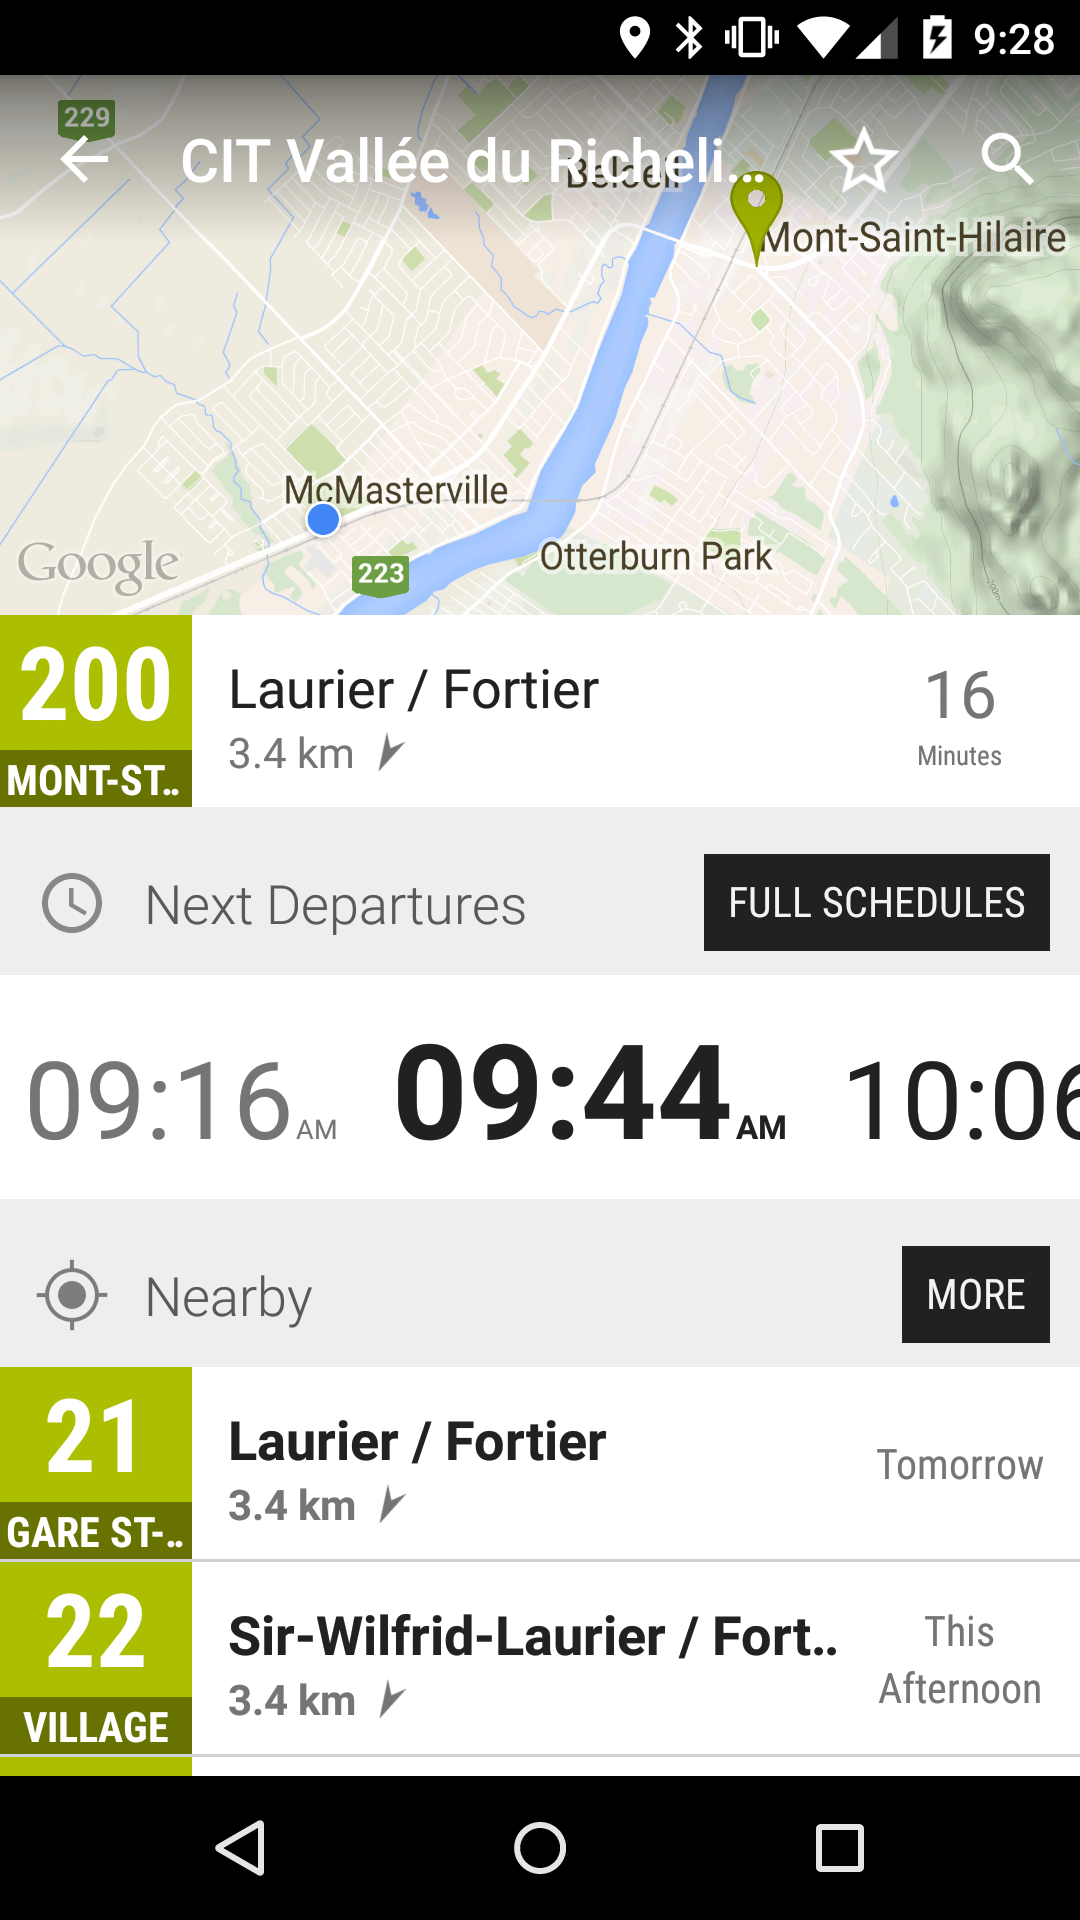 9:28
229
CIT Vallée du Richeli...
Beloeil
Mont-Saint-Hilaire
McMasterville
Otterburn Park
Google
223
200m
200
MONT-ST..
Laurier / Fortier
3.4 km
16
Minutes
Next Departures
FULL SCHEDULES
09:16 AM
09:44 AM
10:06
Nearby
MORE
21
GARE ST-..
Laurier / Fortier
3.4 km
Tomorrow
22
VILLAGE
Sir-Wilfrid-Laurier / Fort..
3.4 km
This
Afternoon